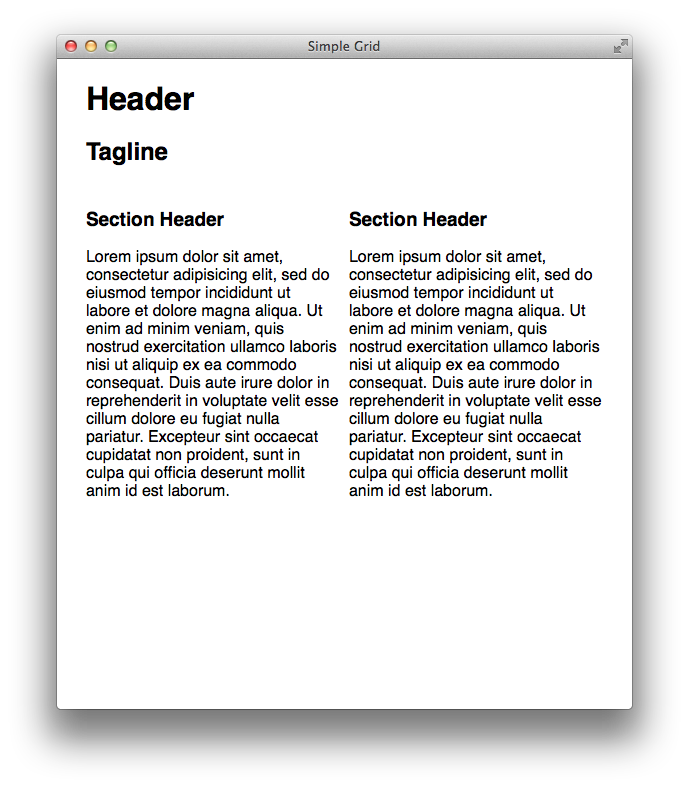 Simple Grid
Header
Tagline
Section Header
Lorem ipsum dolor sit amet,
consectetur adipisicing elit, sed do
eiusmod tempor incididunt ut
labore et dolore magna aliqua. Ut
enim ad minim veniam, quis
nostrud exercitation ullamco laboris
nisi ut aliquip ex ea commodo
consequat. Duis aute irure dolor in
reprehenderit in voluptate velit esse
cillum dolore eu fugiat nulla
pariatur. Excepteur sint occaecat
cupidatat non proident, sunt in
culpa qui officia deserunt mollit
anim id est laborum.
Section Header
Lorem ipsum dolor sit amet,
consectetur adipisicing elit, sed do
eiusmod tempor incididunt ut
labore et dolore magna aliqua. Ut
enim ad minim veniam, quis
nostrud exercitation ullamco laboris
nisi ut aliquip ex ea commodo
consequat. Duis aute irure dolor in
reprehenderit in voluptate velit esse
cillum dolore eu fugiat nulla
pariatur. Excepteur sint occaecat
cupidatat non proident, sunt in
culpa qui officia deserunt mollit
anim id est laborum.